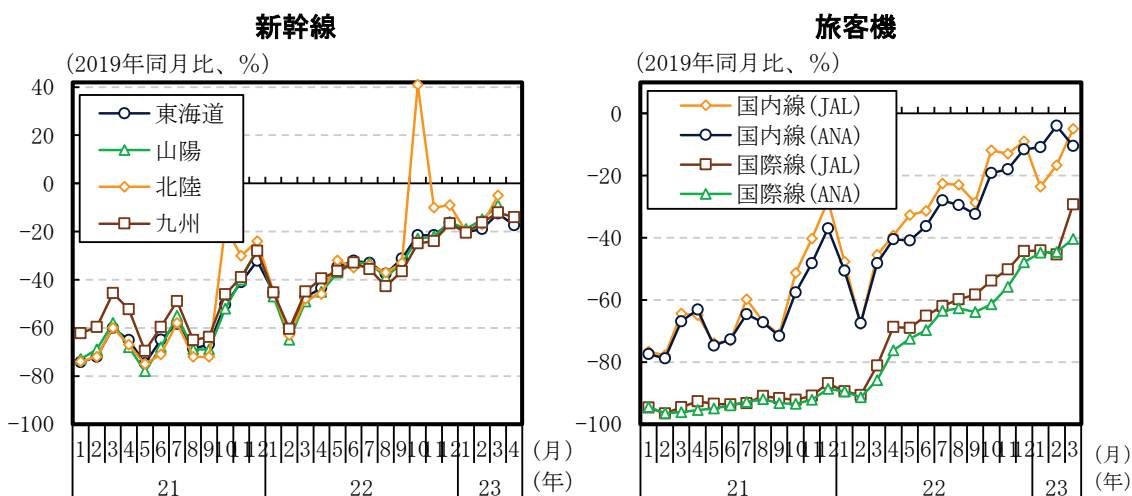 新幹線
(2019年同月比、%)
40
20
0
-20
-40
-60
-80
-100
東海道
山陽
北陸
九州
1 2 3 4 5 6 7 8 9 10 11 12 1 2 3 4 5 6 7 8 9 10 11 12 1 2 3 4 (月)
21 22 23 (年)
旅客機
(2019年同月比、%)
0
-20
-40
-60
-80
-100
国内線(JAL)
国内線(ANA)
国際線(JAL)
国際線(ANA)
1 2 3 4 5 6 7 8 9 10 11 12 1 2 3 4 5 6 7 8 9 10 11 12 1 2 3 (月)
21 22 23 (年)